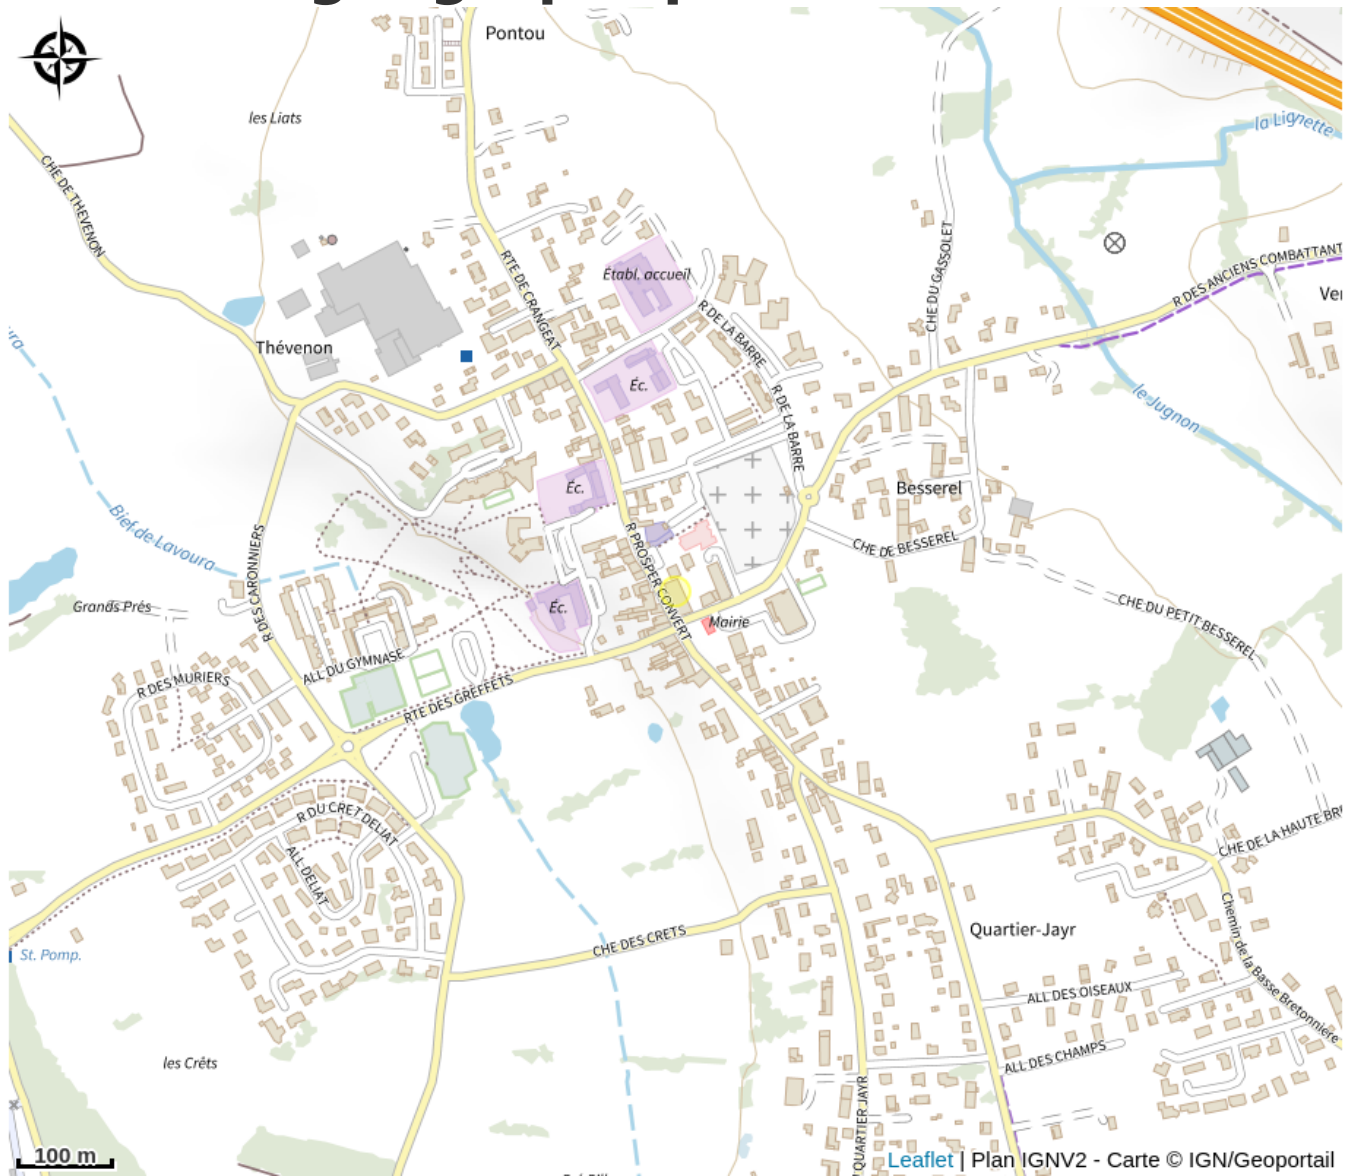 Pontou
les Liats
la Lignette
CHE DE THEVENON
CHE DU GASSOLET
RTE DE CRANGEAT
Établ. accueil
R DES ANCIENS COMBATTANT
R DE LA BARRE
Thévenon
Éc.
R DE LA BARRE
le Jugnon
Éc.
Besserel
Bief de Lavoura
R PROSPER CONVERT
CHE DE BESSEREL
R DES CARONNIERS
Grands Prés
Éc.
Mairie
CHE DU PETIT BESSEREL
ALL DU GYMNASE
R DES MURIERS
RTE DES GREFFETS
R DU CRET DELIAT
ALL DELIAT
CHE DE LA HAUTE BR
Quartier-Jayr
CHE DES CRETS
St. Pomp.
Chemin de la Basse Bretonnière
ALL DES OISEAUX
les Crêts
ALL DES CHAMPS
QUARTIER JAYR
100 m
Leaflet | Plan IGNV2 - Carte © IGN/Geoportail